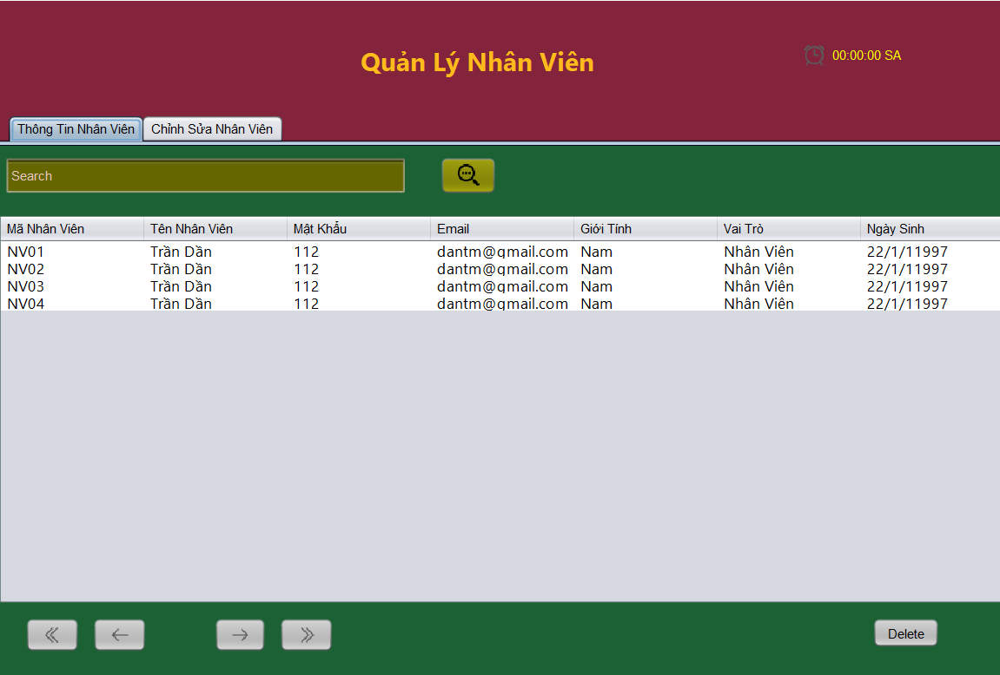 Quản Lý Nhân Viên
00:00:00 SA
Thông Tin Nhân Viên Chỉnh Sửa Nhân Viên
Search
Mã Nhân Viên Tên Nhân Viên Mật Khẩu Email Giới Tính Vai Trò Ngày Sinh
NV01 Trần Dần 112 dantm@gmail.com Nam Nhân Viên 22/1/11997
NV02 Trần Dần 112 dantm@gmail.com Nam Nhân Viên 22/1/11997
NV03 Trần Dần 112 dantm@gmail.com Nam Nhân Viên 22/1/11997
NV04 Trần Dần 112 dantm@gmail.com Nam Nhân Viên 22/1/11997
Delete